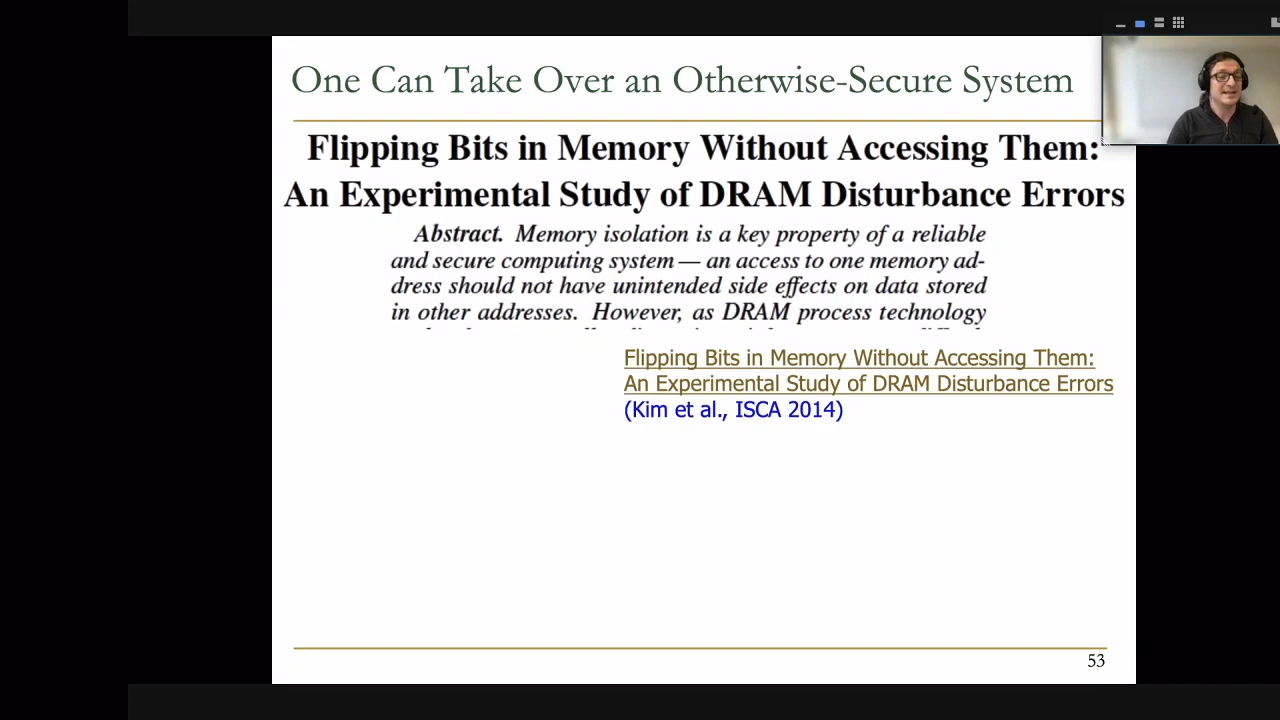 One Can Take Over an Otherwise-Secure System
Flipping Bits in Memory Without Accessing Them:
An Experimental Study of DRAM Disturbance Errors
Abstract. Memory isolation is a key property of a reliable
and secure computing system — an access to one memory ad-
dress should not have unintended side effects on data stored
in other addresses. However, as DRAM process technology
Flipping Bits in Memory Without Accessing Them:
An Experimental Study of DRAM Disturbance Errors
(Kim et al., ISCA 2014)
53